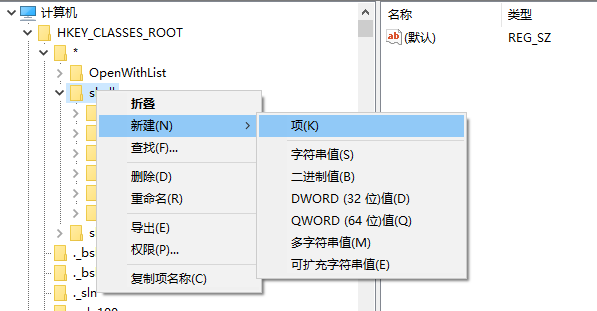 计算机
HKEY_CLASSES_ROOT
*
OpenWithList
折叠
新建(N)
查找(F)...
删除(D)
重命名(R)
导出(E)
权限(P)...
复制项名称(C)
项(K)
字符串值(S)
二进制值(B)
DWORD (32 位)值(D)
QWORD (64 位)值(Q)
多字符串值(M)
可扩充字符串值(E)
._bs
._bs
._sln
名称
类型
ab
(默认)
REG_SZ